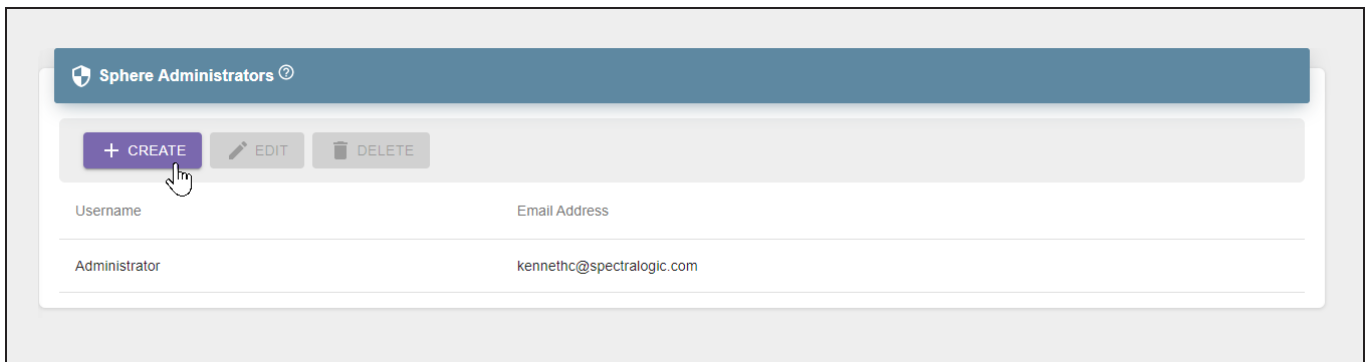 Sphere Administrators ?
+ CREATE EDIT DELETE
Username Email Address
Administrator kennethc@spectralogic.com